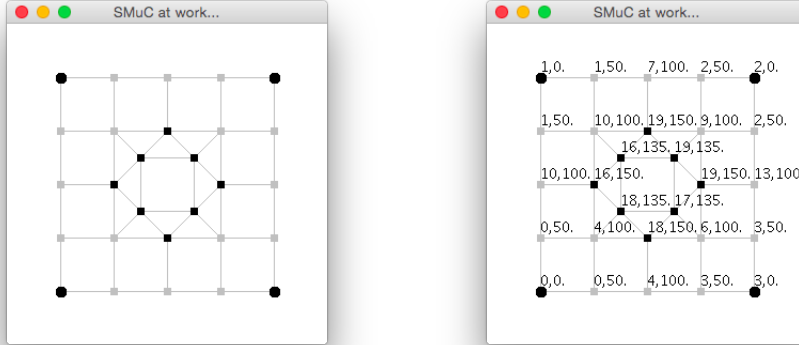 SMuC at work...
SMuC at work...
1,0. 1,50. 7,100. 2,50. 2,0.
1,50. 10,100. 19,150. 9,100. 2,50.
16,135. 19,135.
10,100. 16,150. 19,150. 13,100
18,135. 17,135.
0,50. 4,100. 18,150. 6,100. 3,50.
0,0. 0,50. 4,100. 3,50. 3,0.